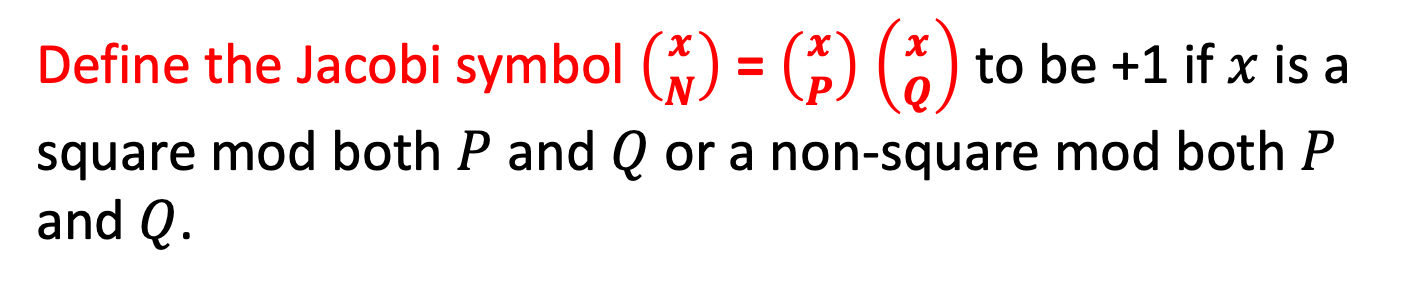 Define the Jacobi symbol (x/N) = (x/P) (x/Q) to be +1 if x is a
square mod both P and Q or a non-square mod both P
and Q.